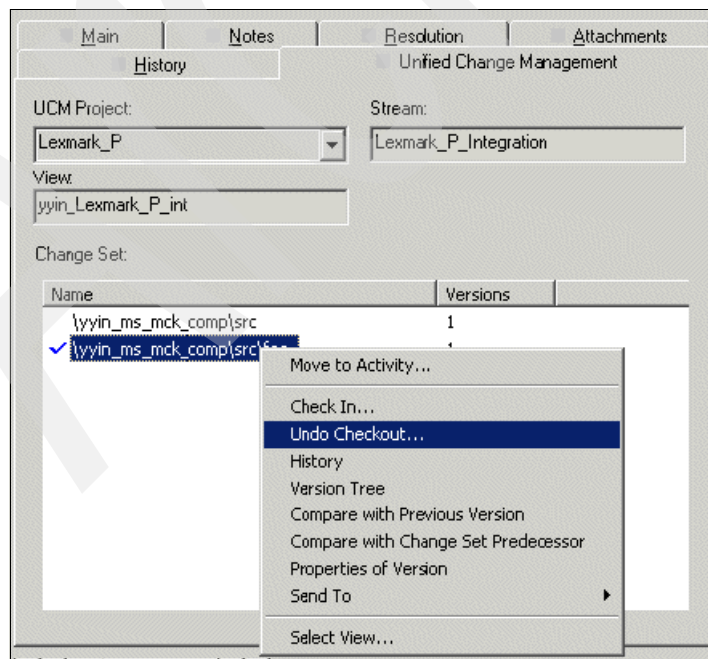 Main Notes Resolution Attachments
History Unified Change Management
UCM Project: Stream:
Lexmark_P Lexmark_P_Integration
View:
yyin_Lexmark_P_int
Change Set:
Name Versions
\yyin_ms_mck_comp\src 1
\yyin_ms_mck_comp\src\foo 1
Move to Activity...
Check In...
Undo Checkout...
History
Version Tree
Compare with Previous Version
Compare with Change Set Predecessor
Properties of Version
Send To
Select View...